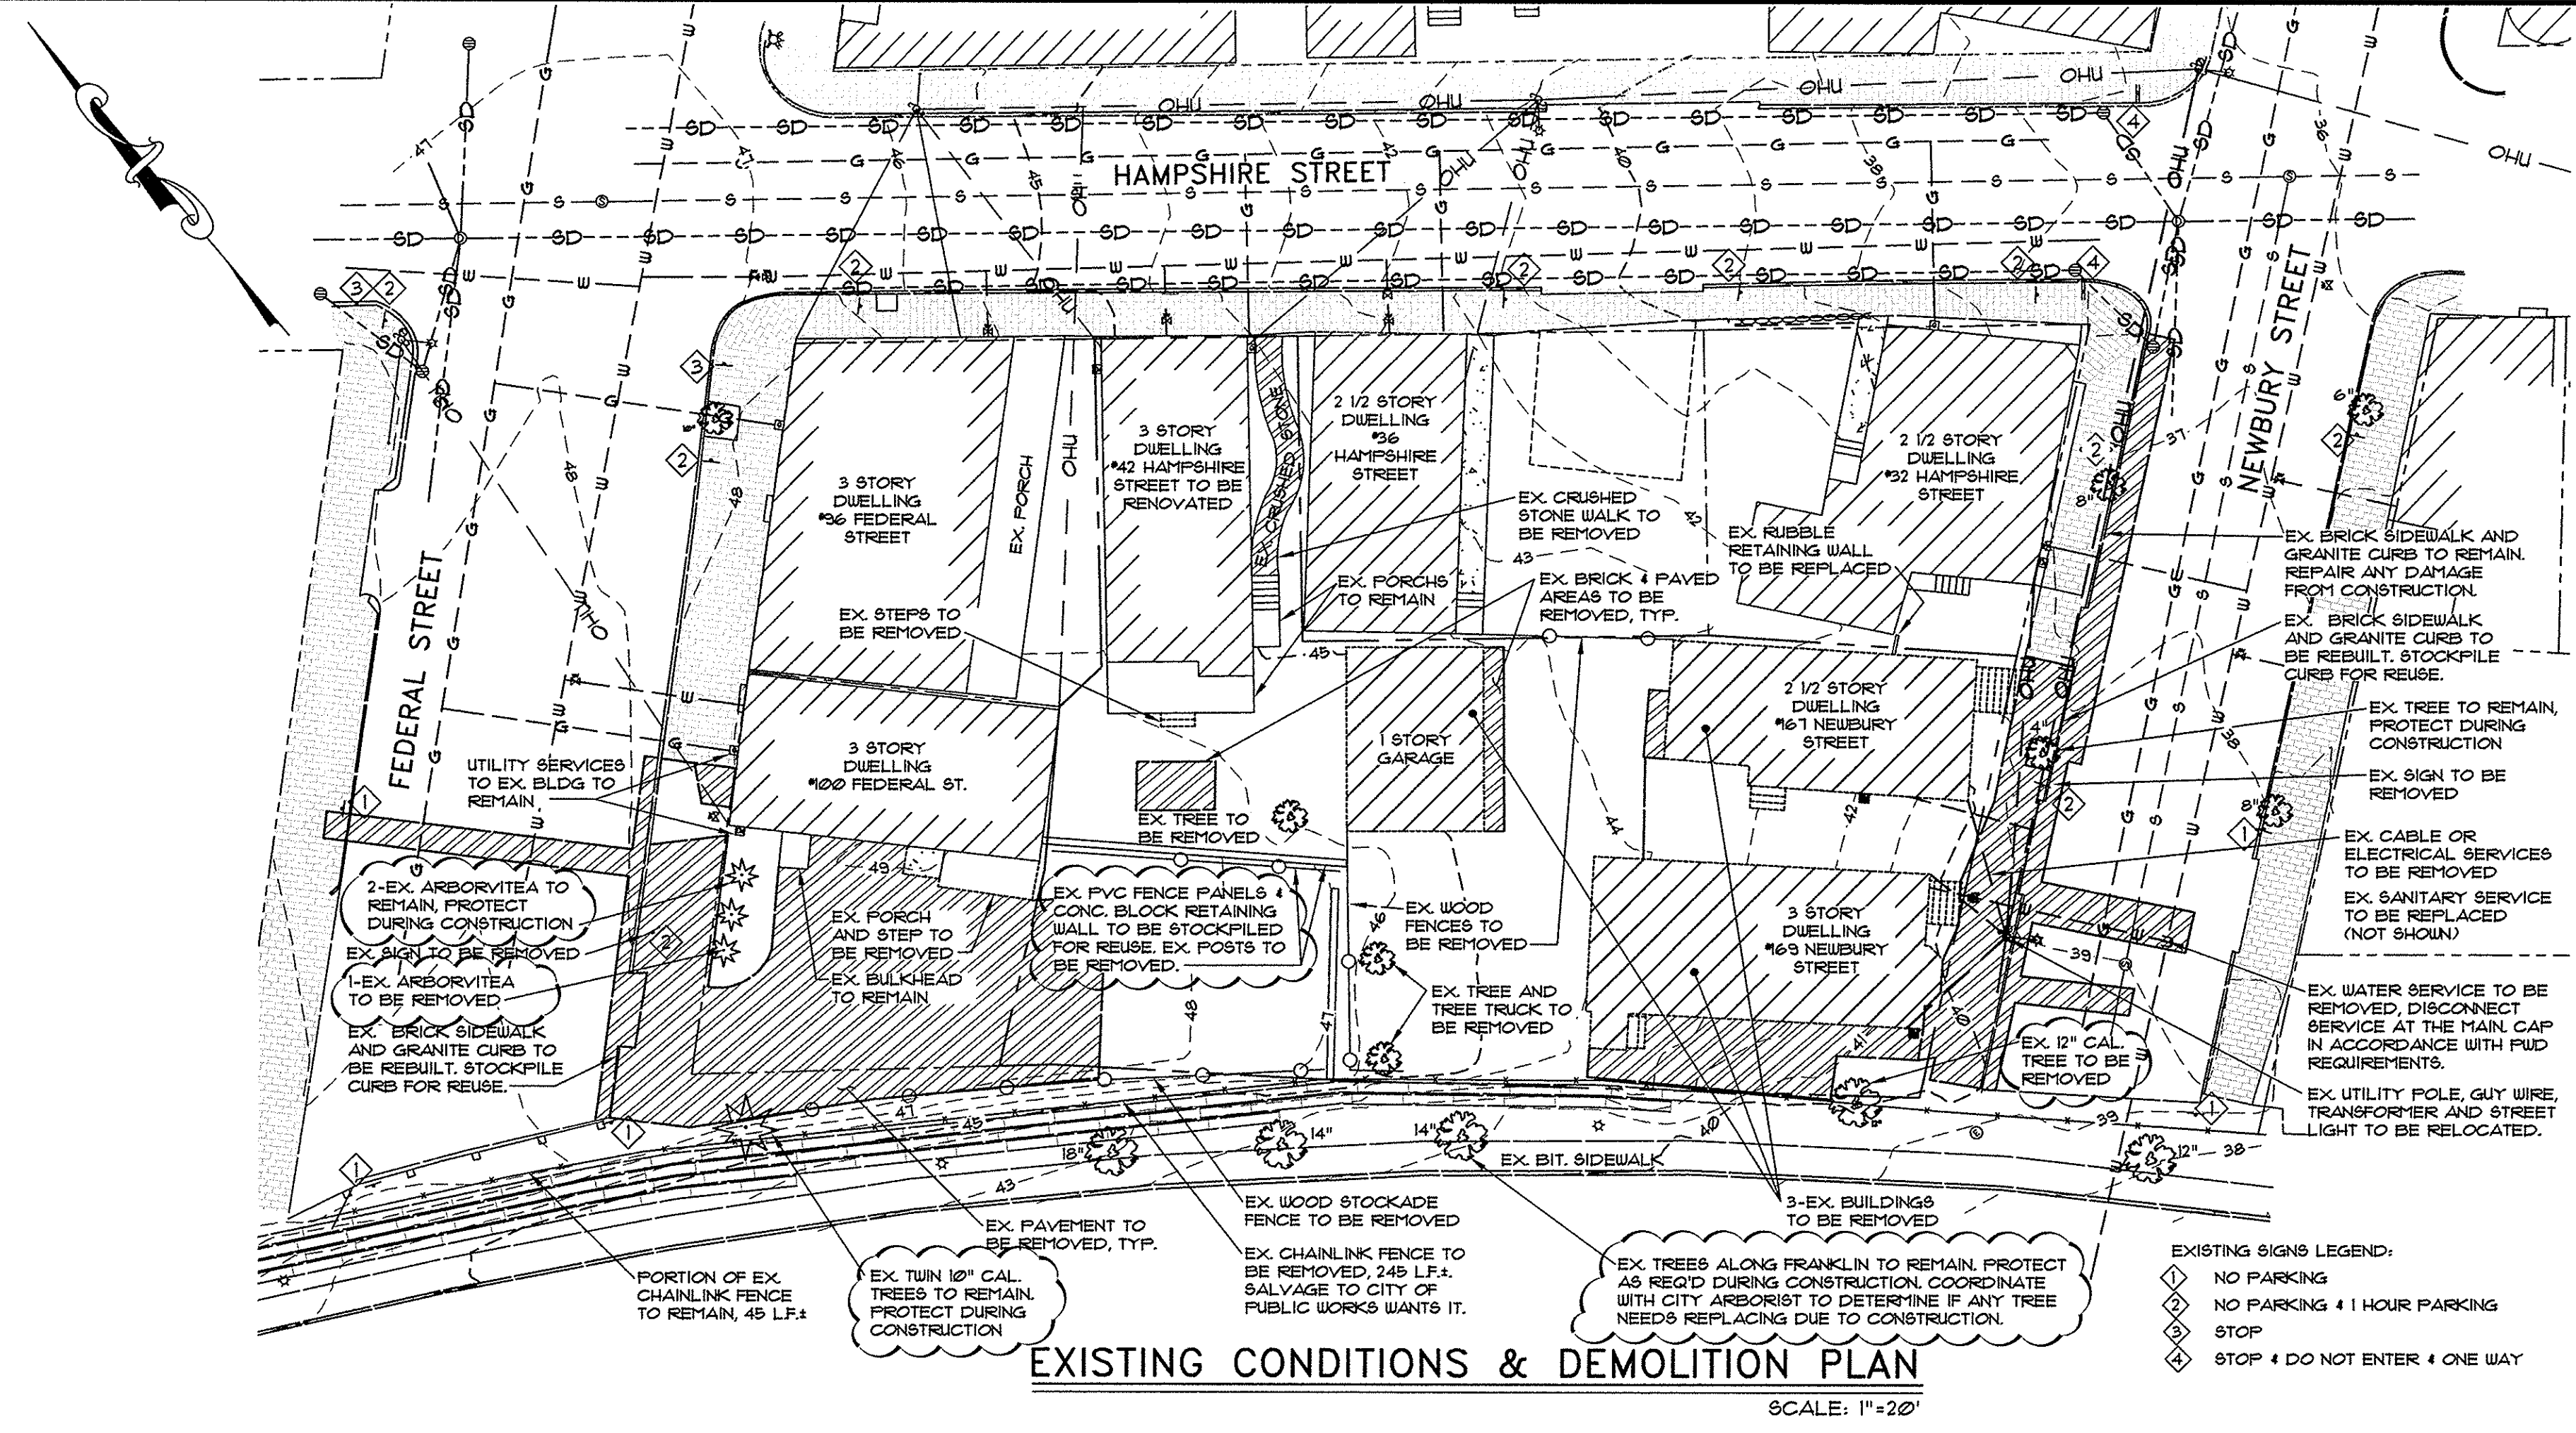 HAMPSHIRE STREET
FEDERAL STREET
NEWBURY STREET
3 STORY
DWELLING
#96 FEDERAL
STREET
EX. PORCH
OHU
3 STORY
DWELLING
#42 HAMPSHIRE
STREET TO BE
RENOVATED
EX. CRUSHED STONE
2 1/2 STORY
DWELLING
#36
HAMPSHIRE
STREET
2 1/2 STORY
DWELLING
#32 HAMPSHIRE
STREET
EX. CRUSHED
STONE WALK TO
BE REMOVED
EX. RUBBLE
RETAINING WALL
TO BE REPLACED
EX. PORCHS
TO REMAIN
EX. BRICK & PAVED
AREAS TO BE
REMOVED, TYP.
EX. STEPS TO
BE REMOVED
EX. BRICK SIDEWALK AND
GRANITE CURB TO REMAIN.
REPAIR ANY DAMAGE
FROM CONSTRUCTION.
EX. BRICK SIDEWALK
AND GRANITE CURB TO
BE REBUILT. STOCKPILE
CURB FOR REUSE.
EX. TREE TO REMAIN,
PROTECT DURING
CONSTRUCTION
EX. SIGN TO BE
REMOVED
EX. CABLE OR
ELECTRICAL SERVICES
TO BE REMOVED
EX. SANITARY SERVICE
TO BE REPLACED
(NOT SHOWN)
EX. WATER SERVICE TO BE
REMOVED, DISCONNECT
SERVICE AT THE MAIN. CAP
IN ACCORDANCE WITH PWD
REQUIREMENTS.
EX. UTILITY POLE, GUY WIRE,
TRANSFORMER AND STREET
LIGHT TO BE RELOCATED.
3 STORY
DWELLING
#100 FEDERAL ST.
1 STORY
GARAGE
2 1/2 STORY
DWELLING
#167 NEWBURY
STREET
3 STORY
DWELLING
#169 NEWBURY
STREET
UTILITY SERVICES
TO EX. BLDG TO
REMAIN
EX. TREE TO
BE REMOVED
2-EX. ARBORVITEA TO
REMAIN, PROTECT
DURING CONSTRUCTION
EX. SIGN TO BE REMOVED
1-EX. ARBORVITEA
TO BE REMOVED
EX. BRICK SIDEWALK
AND GRANITE CURB TO
BE REBUILT. STOCKPILE
CURB FOR REUSE.
EX. PORCH
AND STEP TO
BE REMOVED
EX. BULKHEAD
TO REMAIN
EX. PVC FENCE PANELS &
CONC. BLOCK RETAINING
WALL TO BE STOCKPILED
FOR REUSE. EX. POSTS TO
BE REMOVED.
EX. WOOD
FENCES TO
BE REMOVED
EX. TREE AND
TREE TRUCK TO
BE REMOVED
EX. 12" CAL.
TREE TO BE
REMOVED
18"
14"
14"
12"
EX. BIT. SIDEWALK
PORTION OF EX.
CHAINLINK FENCE
TO REMAIN, 45 L.F.±
EX. TWIN 10" CAL.
TREES TO REMAIN.
PROTECT DURING
CONSTRUCTION
EX. PAVEMENT TO
BE REMOVED, TYP.
EX. WOOD STOCKADE
FENCE TO BE REMOVED
EX. CHAINLINK FENCE TO
BE REMOVED, 245 L.F.±.
SALVAGE TO CITY OF
PUBLIC WORKS WANTS IT.
3-EX. BUILDINGS
TO BE REMOVED
EX. TREES ALONG FRANKLIN TO REMAIN. PROTECT
AS REQ'D DURING CONSTRUCTION. COORDINATE
WITH CITY ARBORIST TO DETERMINE IF ANY TREE
NEEDS REPLACING DUE TO CONSTRUCTION.
EXISTING SIGNS LEGEND:
1 NO PARKING
2 NO PARKING & 1 HOUR PARKING
3 STOP
4 STOP & DO NOT ENTER & ONE WAY
EXISTING CONDITIONS & DEMOLITION PLAN
SCALE: 1"=20'